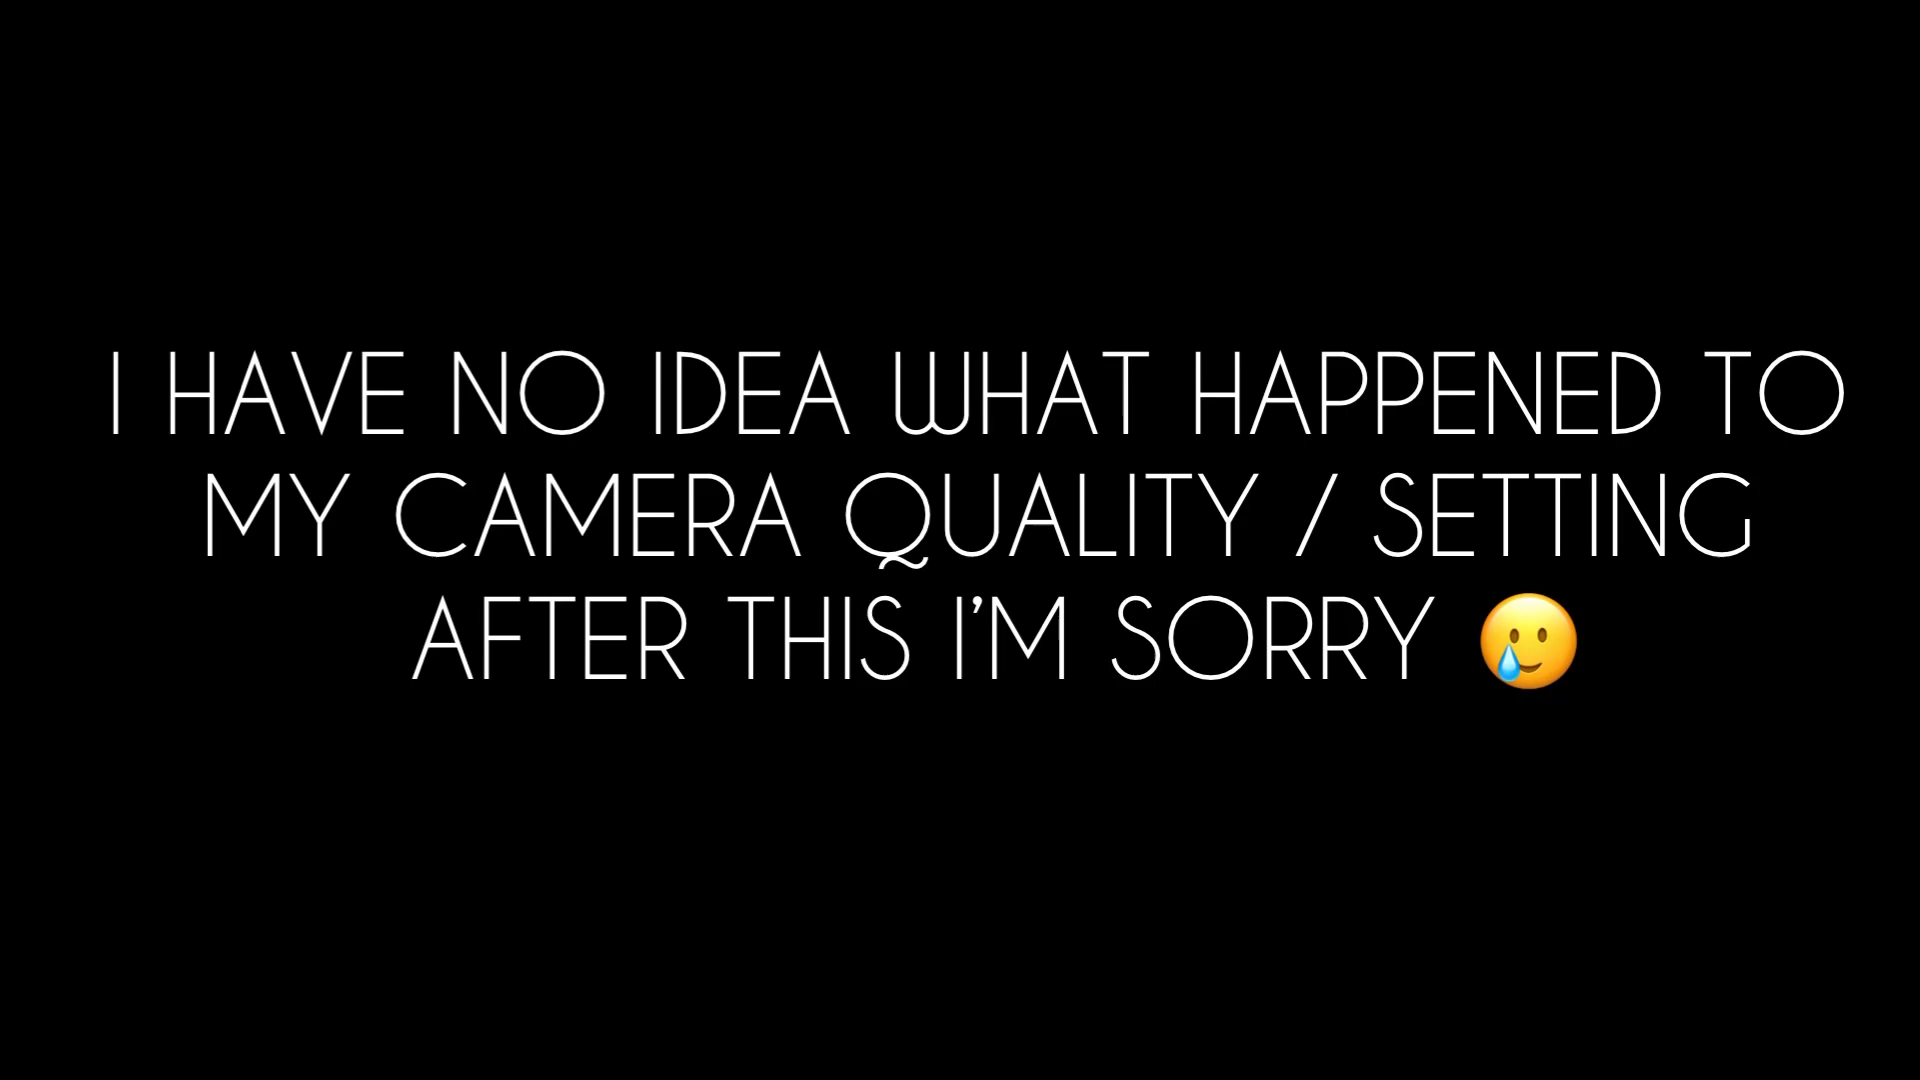 I HAVE NO IDEA WHAT HAPPENED TO
MY CAMERA QUALITY / SETTING
AFTER THIS I'M SORRY 🥲